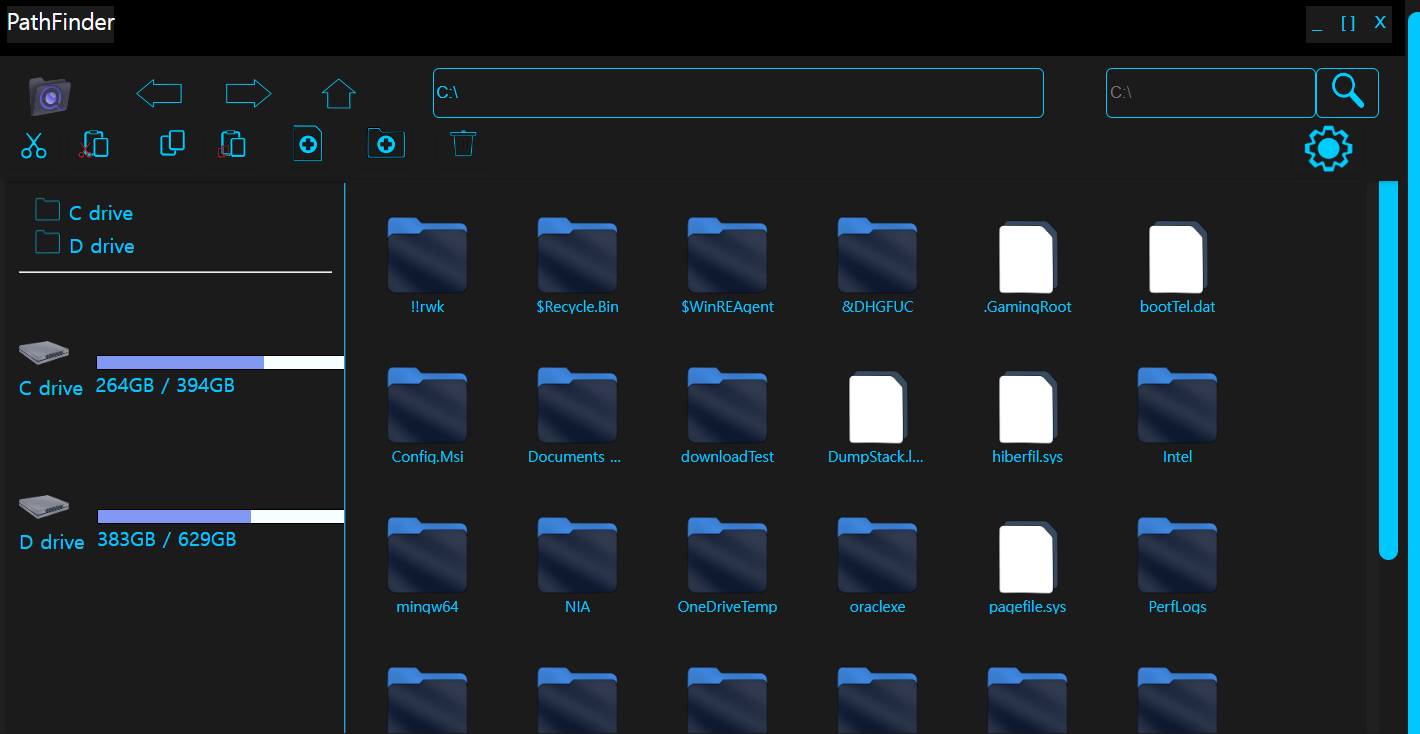 PathFinder
_ [] X
C:\
C:\
C drive
D drive
C drive 264GB / 394GB
D drive 383GB / 629GB
!!rwk $Recycle.Bin $WinREAgent &DHGFUC .GamingRoot bootTel.dat
Config.Msi Documents ... downloadTest DumpStack.l... hiberfil.sys Intel
mingw64 NIA OneDriveTemp oraclexe pagefile.sys PerfLogs